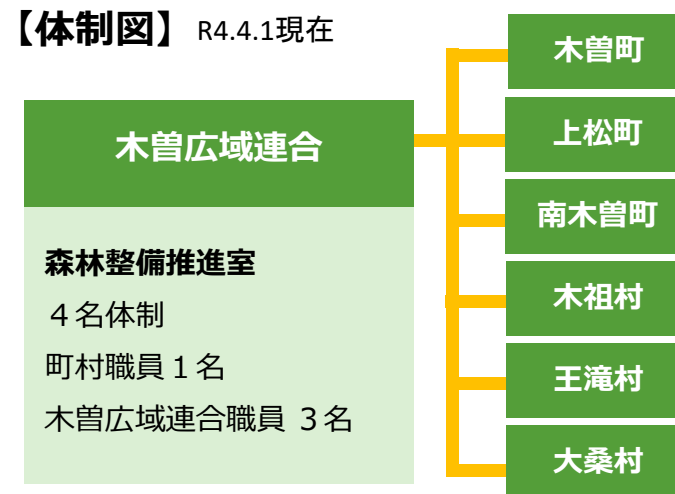 【体制図】 R4.4.1現在
木曽広域連合
森林整備推進室
４名体制
町村職員１名
木曽広域連合職員 ３名
木曽町
上松町
南木曽町
木祖村
王滝村
大桑村